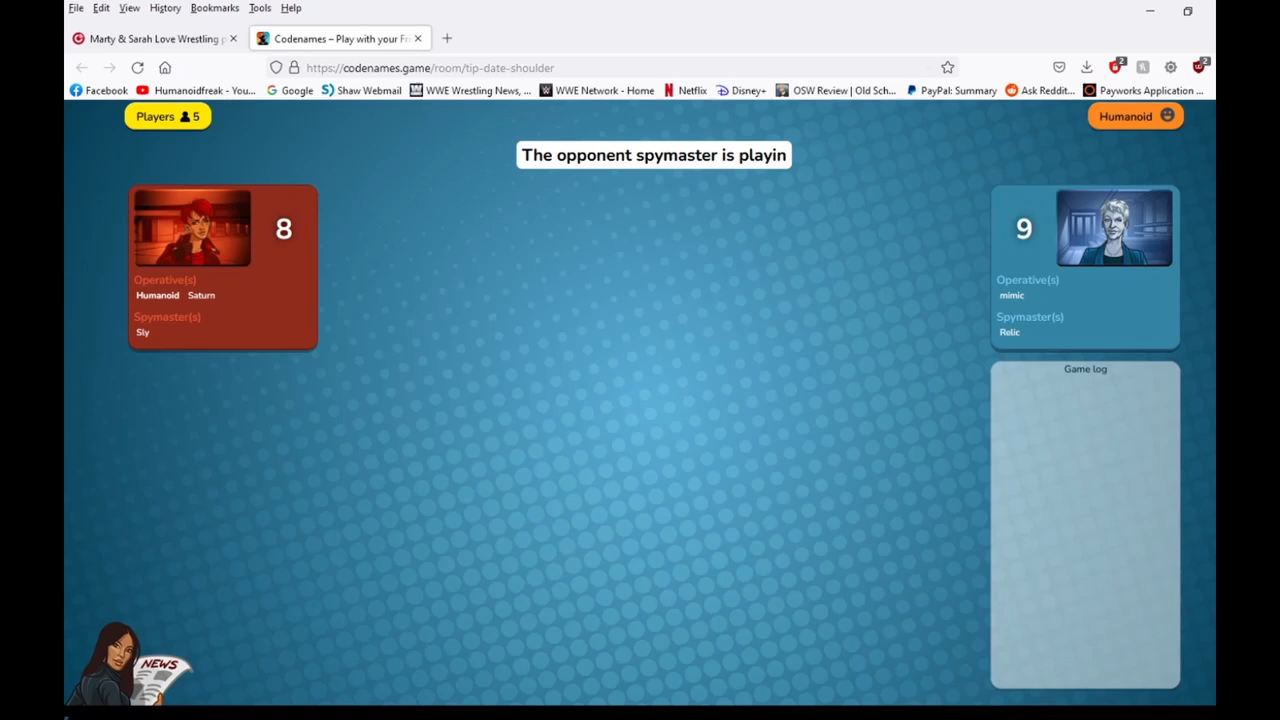 File Edit View History Bookmarks Tools Help
Marty & Sarah Love Wrestling p
Codenames – Play with your Fri
https://codenames.game/room/tip-date-shoulder
2 2
Facebook Humanoidfreak - You... Google Shaw Webmail WWE Wrestling News, ... WWE Network - Home Netflix Disney+ OSW Review | Old Sch... PayPal: Summary Ask Reddit... Payworks Application ...
Players 5
Humanoid
The opponent spymaster is playin
8
Operative(s)
Humanoid Saturn
Spymaster(s)
Sly
9
Operative(s)
mimic
Spymaster(s)
Relic
Game log
NEWS